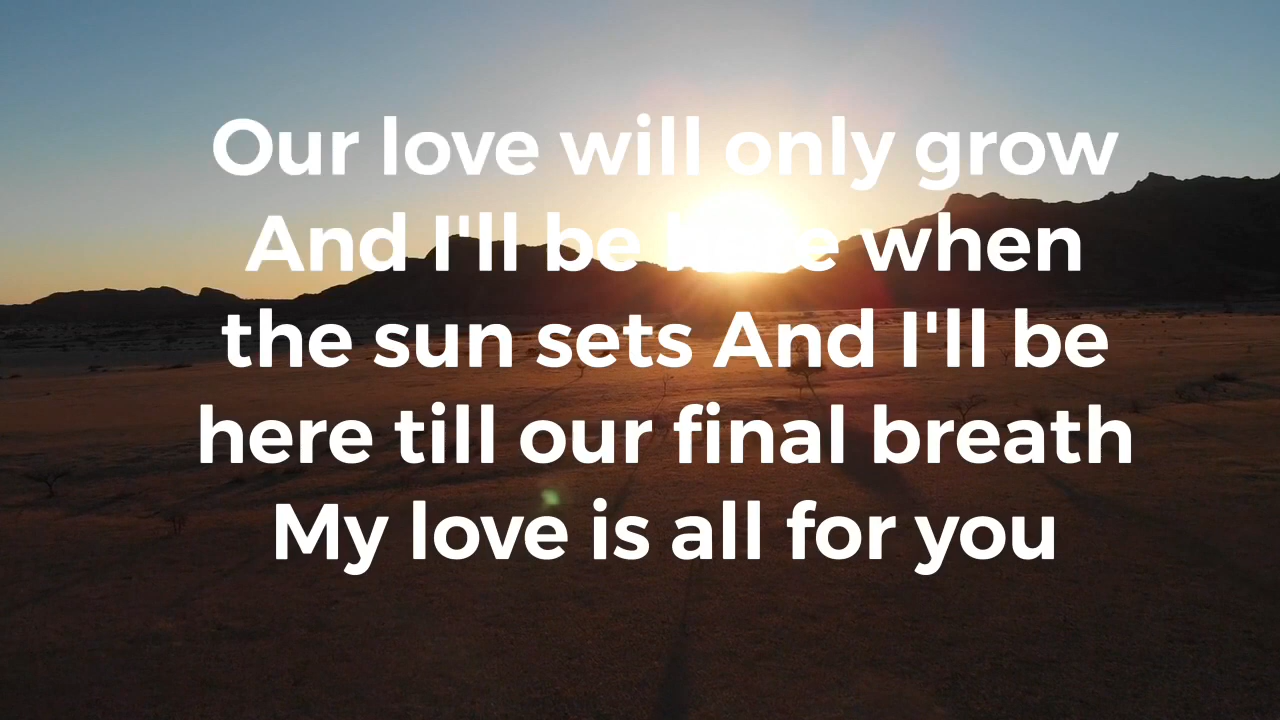 Our love will only grow
And I'll be here when
the sun sets And I'll be
here till our final breath
My love is all for you